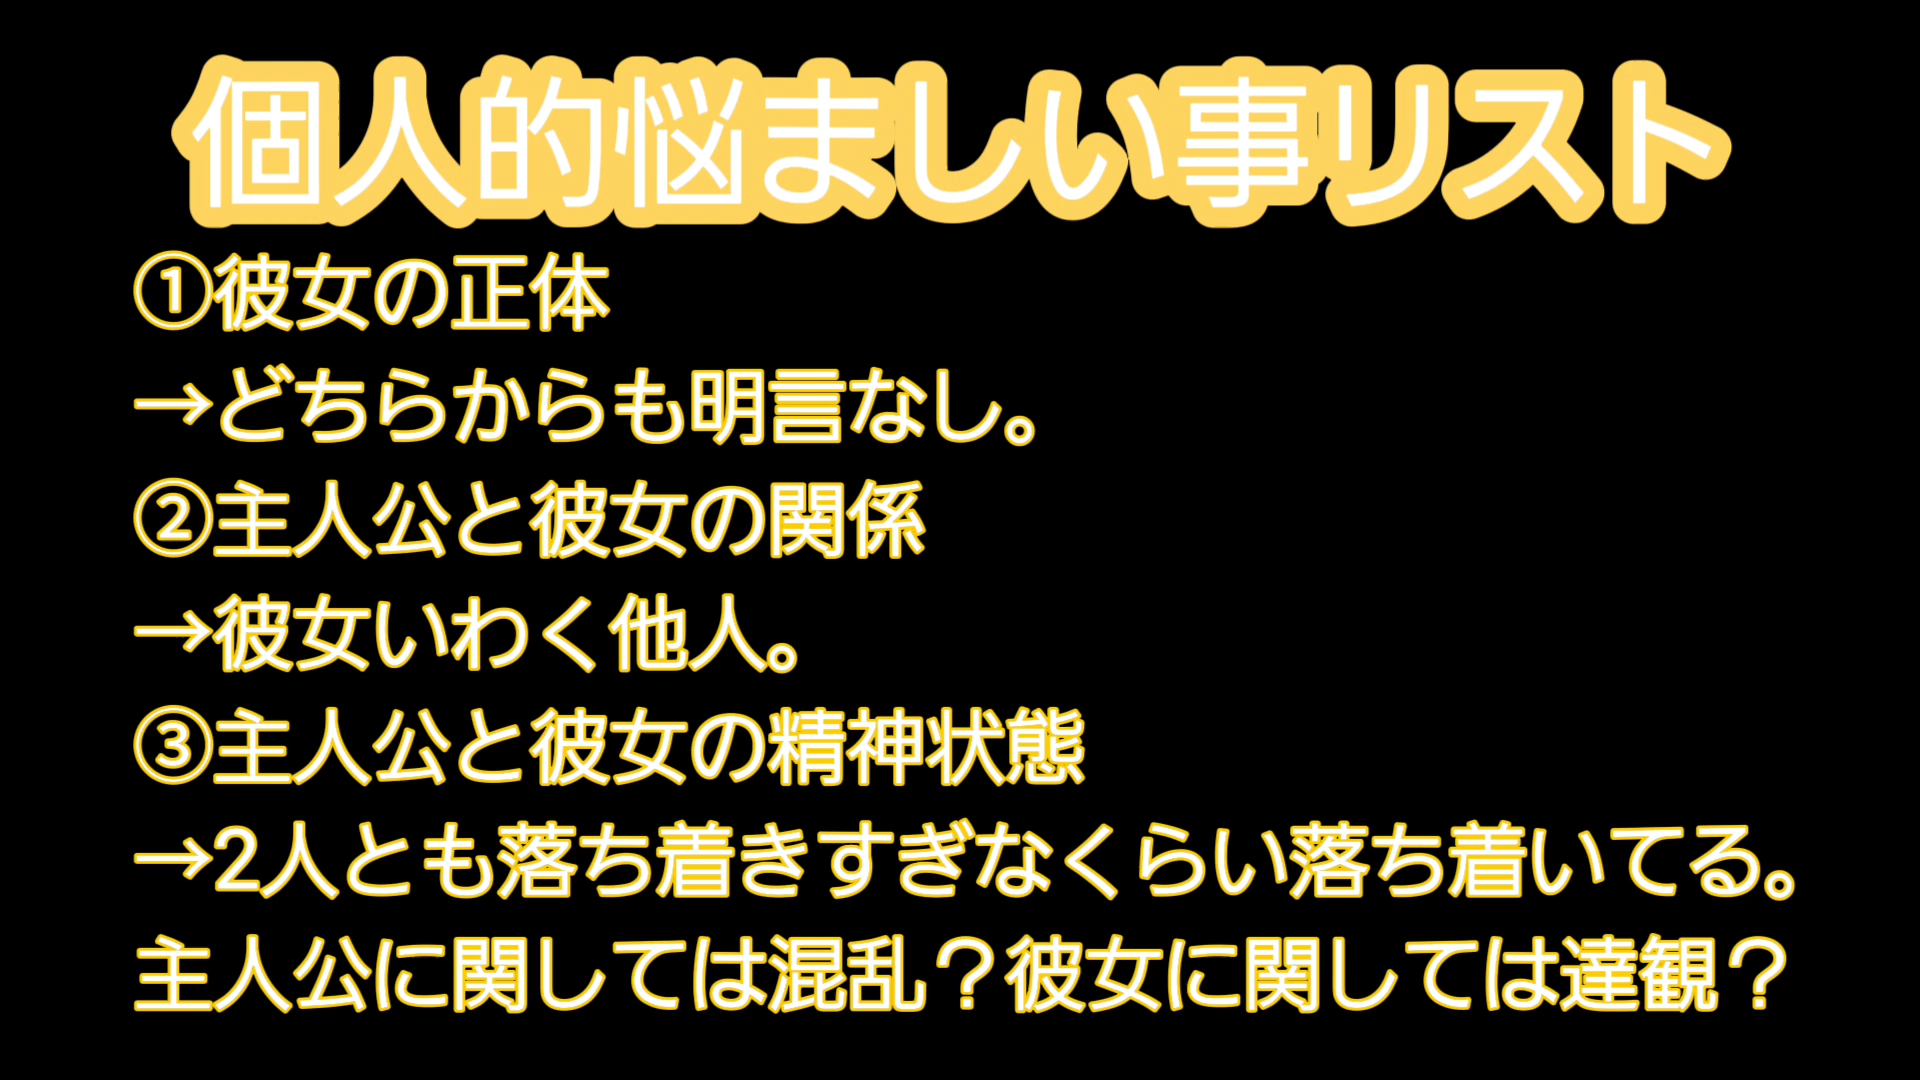 個人的悩ましい事リスト
①彼女の正体
→どちらからも明言なし。
②主人公と彼女の関係
→彼女いわく他人。
③主人公と彼女の精神状態
→2人とも落ち着きすぎなくらい落ち着いてる。
主人公に関しては混乱？彼女に関しては達観？